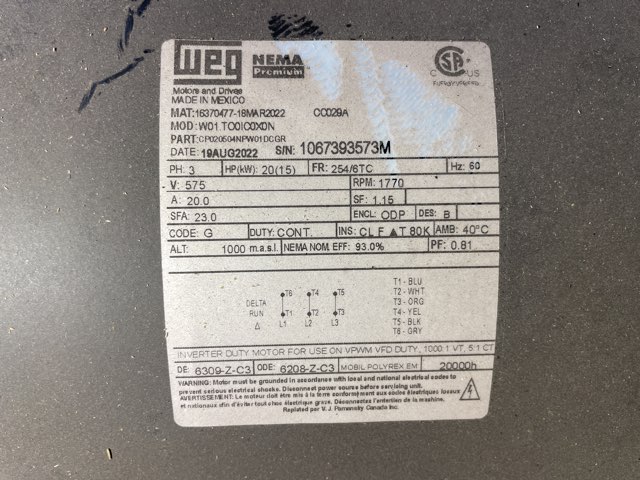 WEG NEMA Premium
Motors and Drives
MADE IN MEXICO
MAT: 16370477-18MAR2022 CC029A
MOD: W01.TO0IC0X0N
PART: CP020504NPW01DCGR
DATE: 19AUG2022 S/N: 1067393573M
PH: 3 HP(kW): 20(15) FR: 254/6TC Hz: 60
V: 575 RPM: 1770
A: 20.0 SF: 1.15
SFA: 23.0 ENCL: ODP DES: B
CODE: G DUTY: CONT. INS: CL F ▲T 80K AMB: 40°C
ALT: 1000 m.a.s.l. NEMA NOM. EFF: 93.0% PF: 0.81
T6 T4 T5 T1 - BLU
T2 - WHT
DELTA T3 - ORG
RUN T1 T2 T3 T4 - YEL
Δ L1 L2 L3 T5 - BLK
T6 - GRY
INVERTER DUTY MOTOR FOR USE ON VPWM VFD DUTY, 1000:1 VT, 5:1 CT
DE: 6309-Z-C3 ODE: 6208-Z-C3 MOBIL POLYREX EM 20000h
WARNING: Motor must be grounded in accordance with local and national electrical codes to
prevent serious electrical shocks. Disconnect power source before servicing unit.
AVERTISSEMENT: Le moteur doit être mis à la terre conformément aux codes électriques locaux
et nationaux afin d'éviter tout choc électrique grave. Déconnectez l'alimentation de la machine.
Replated by V.J. Pamensky Canada Inc.